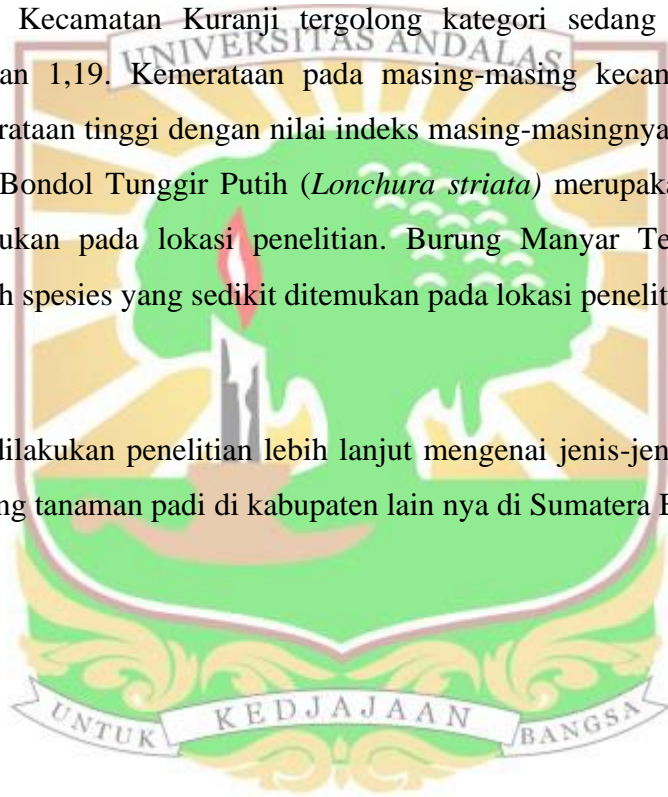 Kecamatan Kuranji tergolong kategori sedang
UNIVERSITAS ANDALAS
an 1,19. Kemerataan pada masing-masing kecam
rataan tinggi dengan nilai indeks masing-masingnya
Bondol Tunggir Putih (Lonchura striata) merupaka
ukan pada lokasi penelitian. Burung Manyar Te
h spesies yang sedikit ditemukan pada lokasi peneliti
dilakukan penelitian lebih lanjut mengenai jenis-jen
ng tanaman padi di kabupaten lain nya di Sumatera B
UNTUK KEDJAJAAN BANGSA